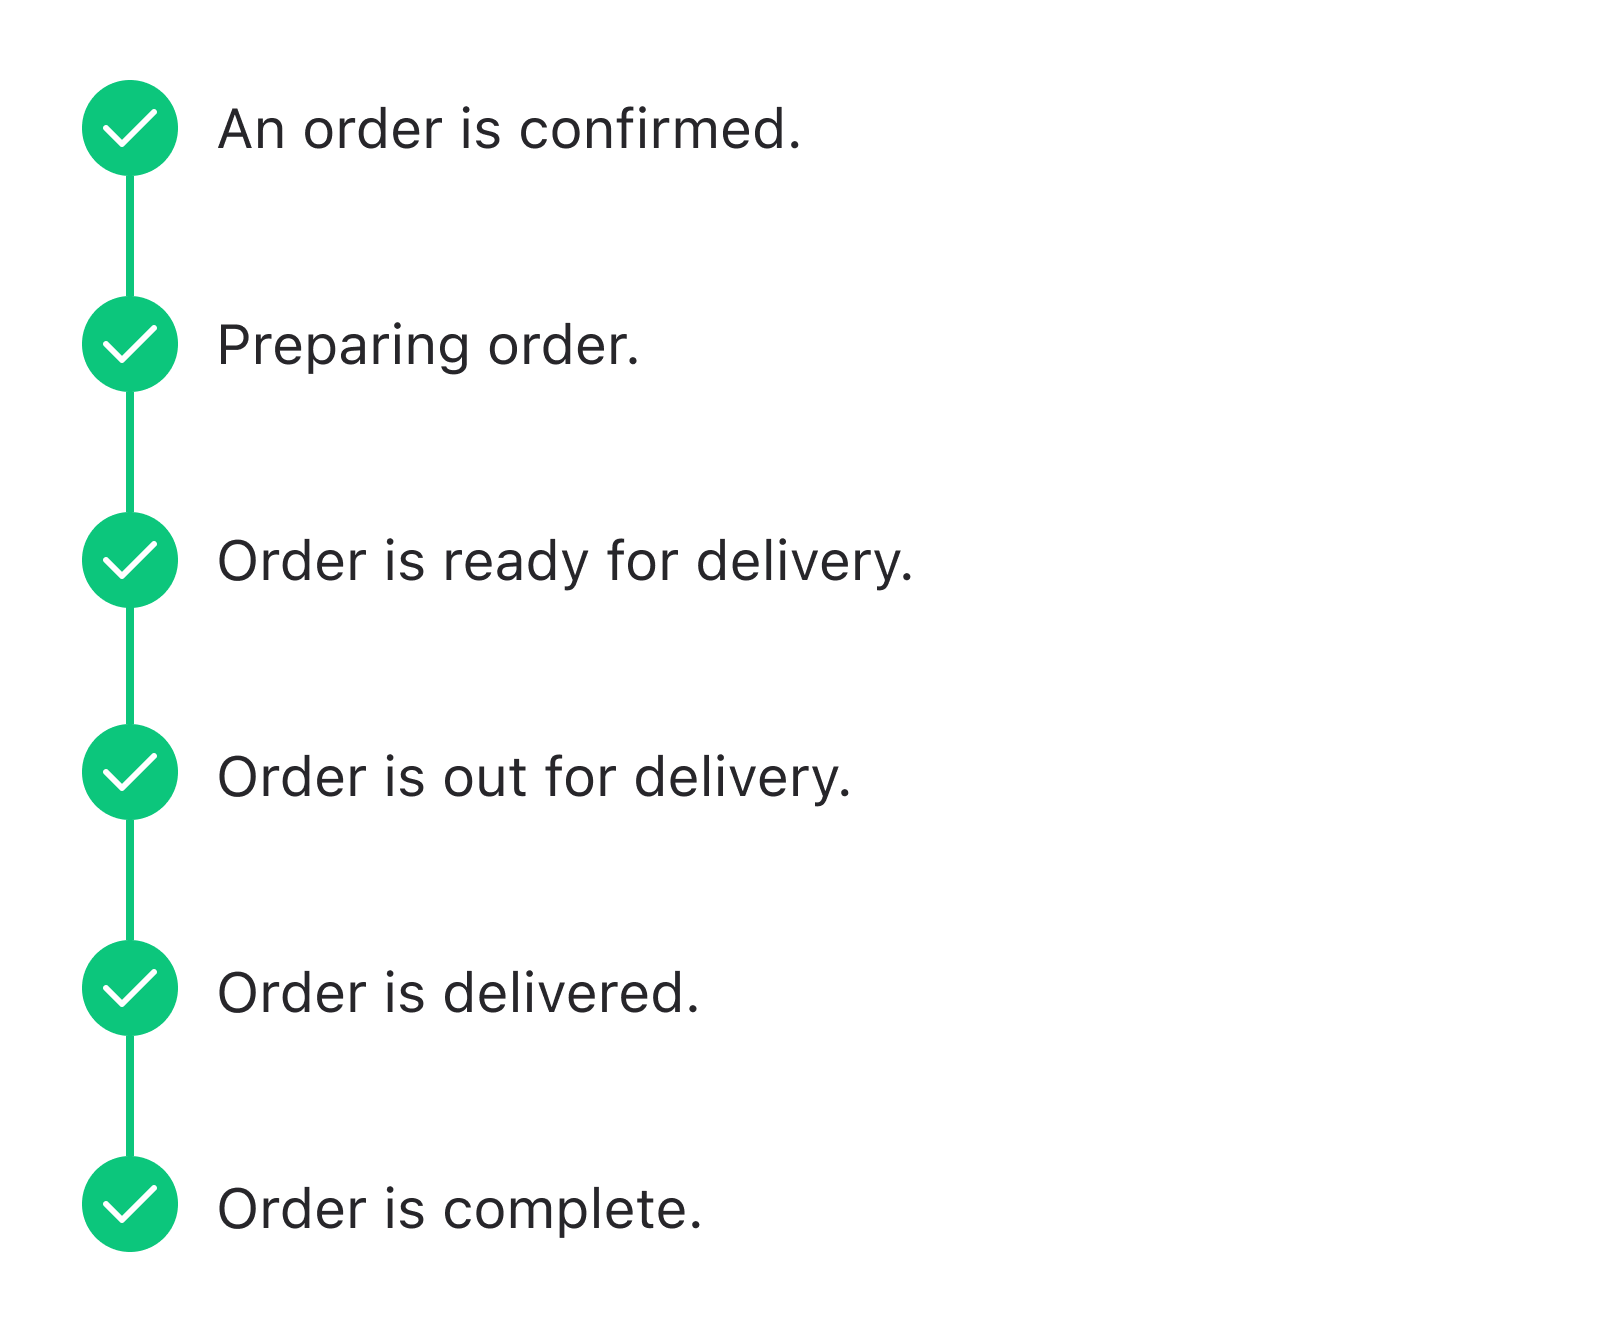 An order is confirmed.
Preparing order.
Order is ready for delivery.
Order is out for delivery.
Order is delivered.
Order is complete.